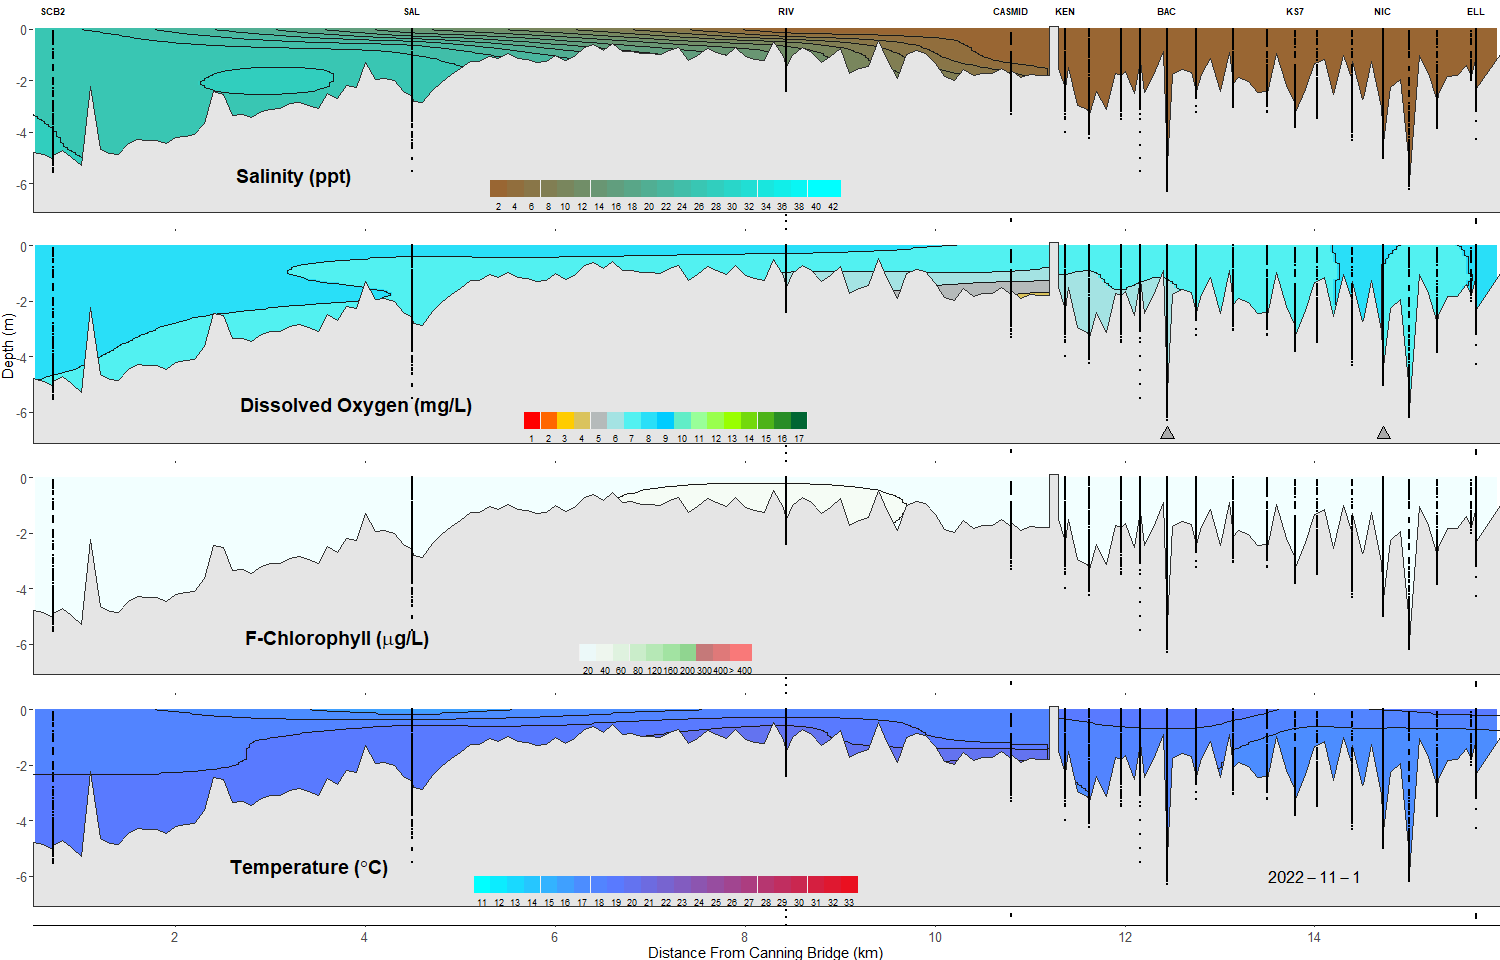 SCB2 SAL RIV CASMID KEN BAC KS7 NIC ELL
0
-2
-4
-6
Salinity (ppt)
2 4 6 8 10 12 14 16 18 20 22 24 26 28 30 32 34 36 38 40 42
0
-2
-4
-6
Depth (m)
Dissolved Oxygen (mg/L)
1 2 3 4 5 6 7 8 9 10 11 12 13 14 15 16 17
0
-2
-4
-6
F-Chlorophyll (µg/L)
20 40 60 80 120 160 200 300 400 > 400
0
-2
-4
-6
Temperature (°C)
2022 – 11 – 1
11 12 13 14 15 16 17 18 19 20 21 22 23 24 25 26 27 28 29 30 31 32 33
2 4 6 8 10 12 14
Distance From Canning Bridge (km)